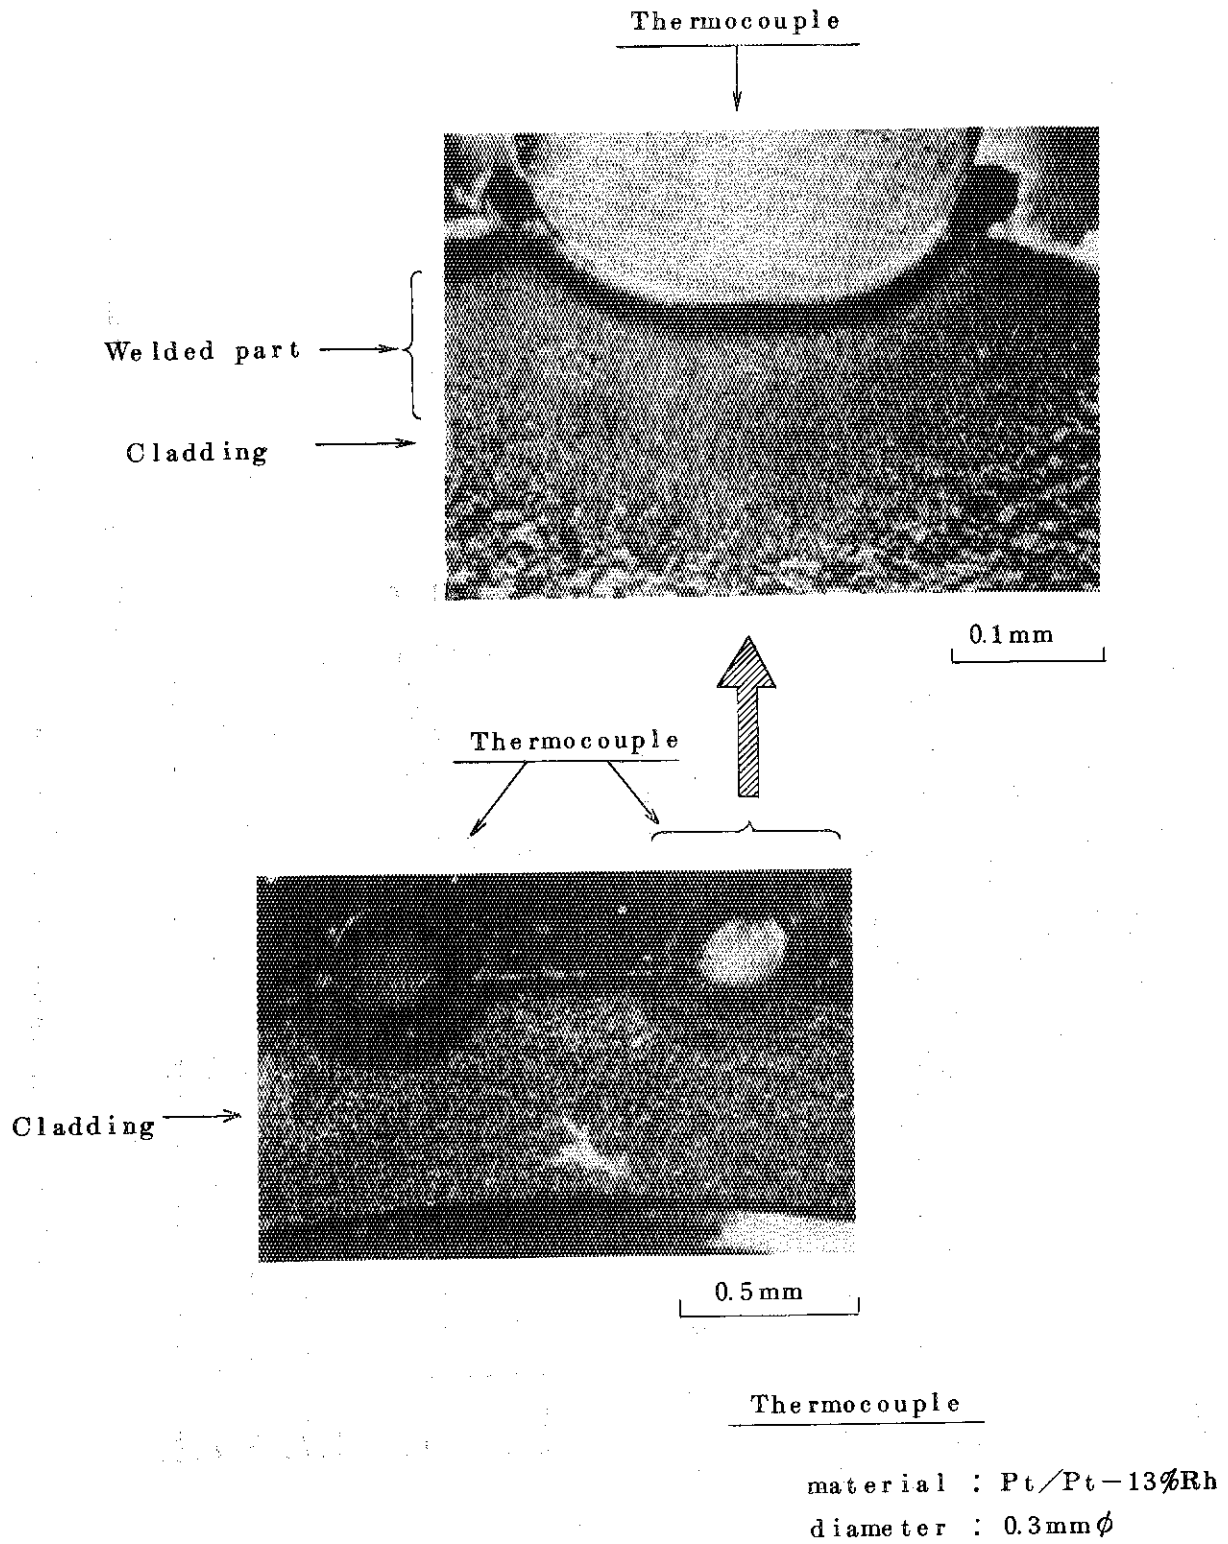 Thermocouple
Welded part
Cladding
0.1mm
Thermocouple
Cladding
0.5mm
Thermocouple
material : Pt/Pt-13%Rh
diameter : 0.3mmϕ